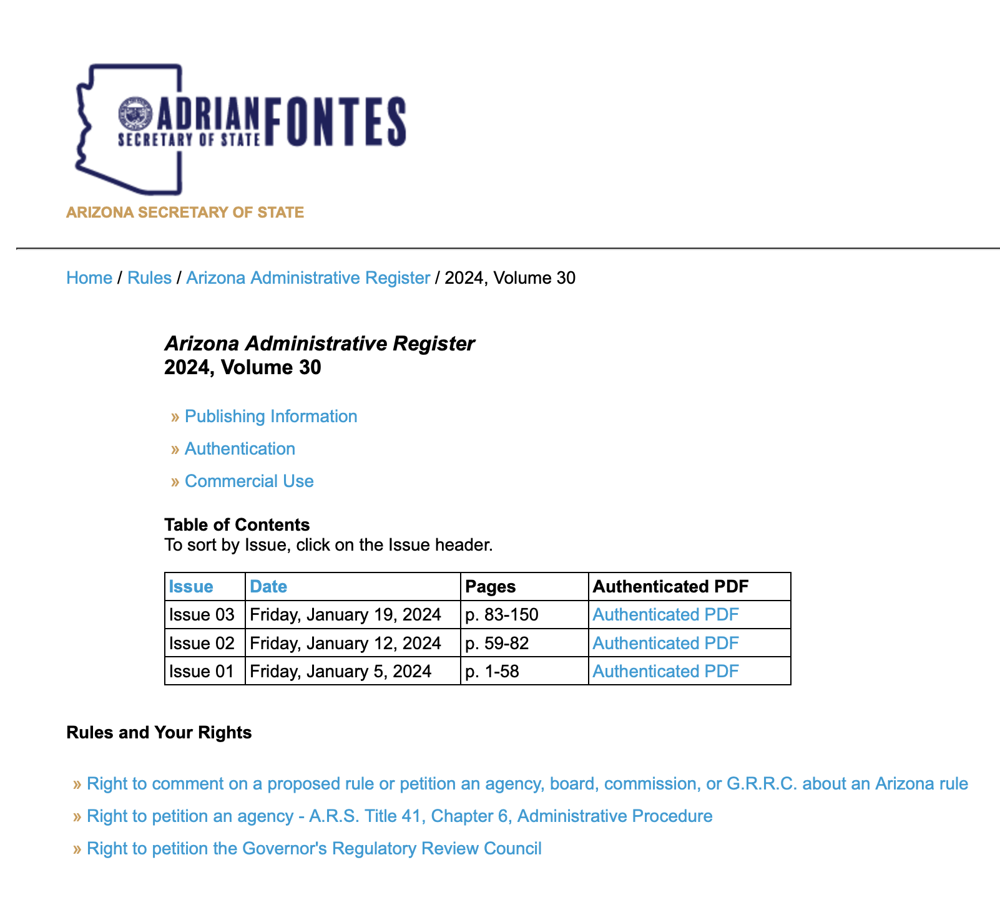 ADRIAN FONTES
SECRETARY OF STATE
ARIZONA SECRETARY OF STATE
Home / Rules / Arizona Administrative Register / 2024, Volume 30
Arizona Administrative Register
2024, Volume 30
» Publishing Information
» Authentication
» Commercial Use
Table of Contents
To sort by Issue, click on the Issue header.
Issue Date Pages Authenticated PDF
Issue 03 Friday, January 19, 2024 p. 83-150 Authenticated PDF
Issue 02 Friday, January 12, 2024 p. 59-82 Authenticated PDF
Issue 01 Friday, January 5, 2024 p. 1-58 Authenticated PDF
Rules and Your Rights
» Right to comment on a proposed rule or petition an agency, board, commission, or G.R.R.C. about an Arizona rule
» Right to petition an agency - A.R.S. Title 41, Chapter 6, Administrative Procedure
» Right to petition the Governor's Regulatory Review Council